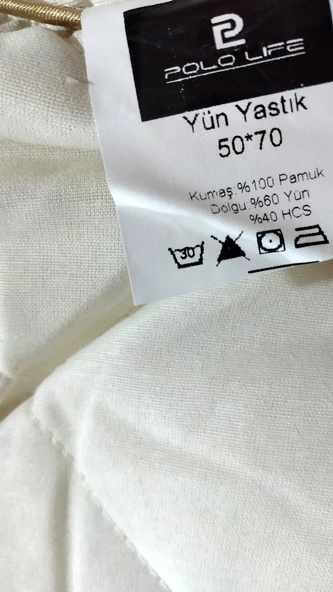 POLO LIFE
Yün Yastık
50*70
Kumaş %100 Pamuk
Dolgu %60 Yün
%40 HCS
30